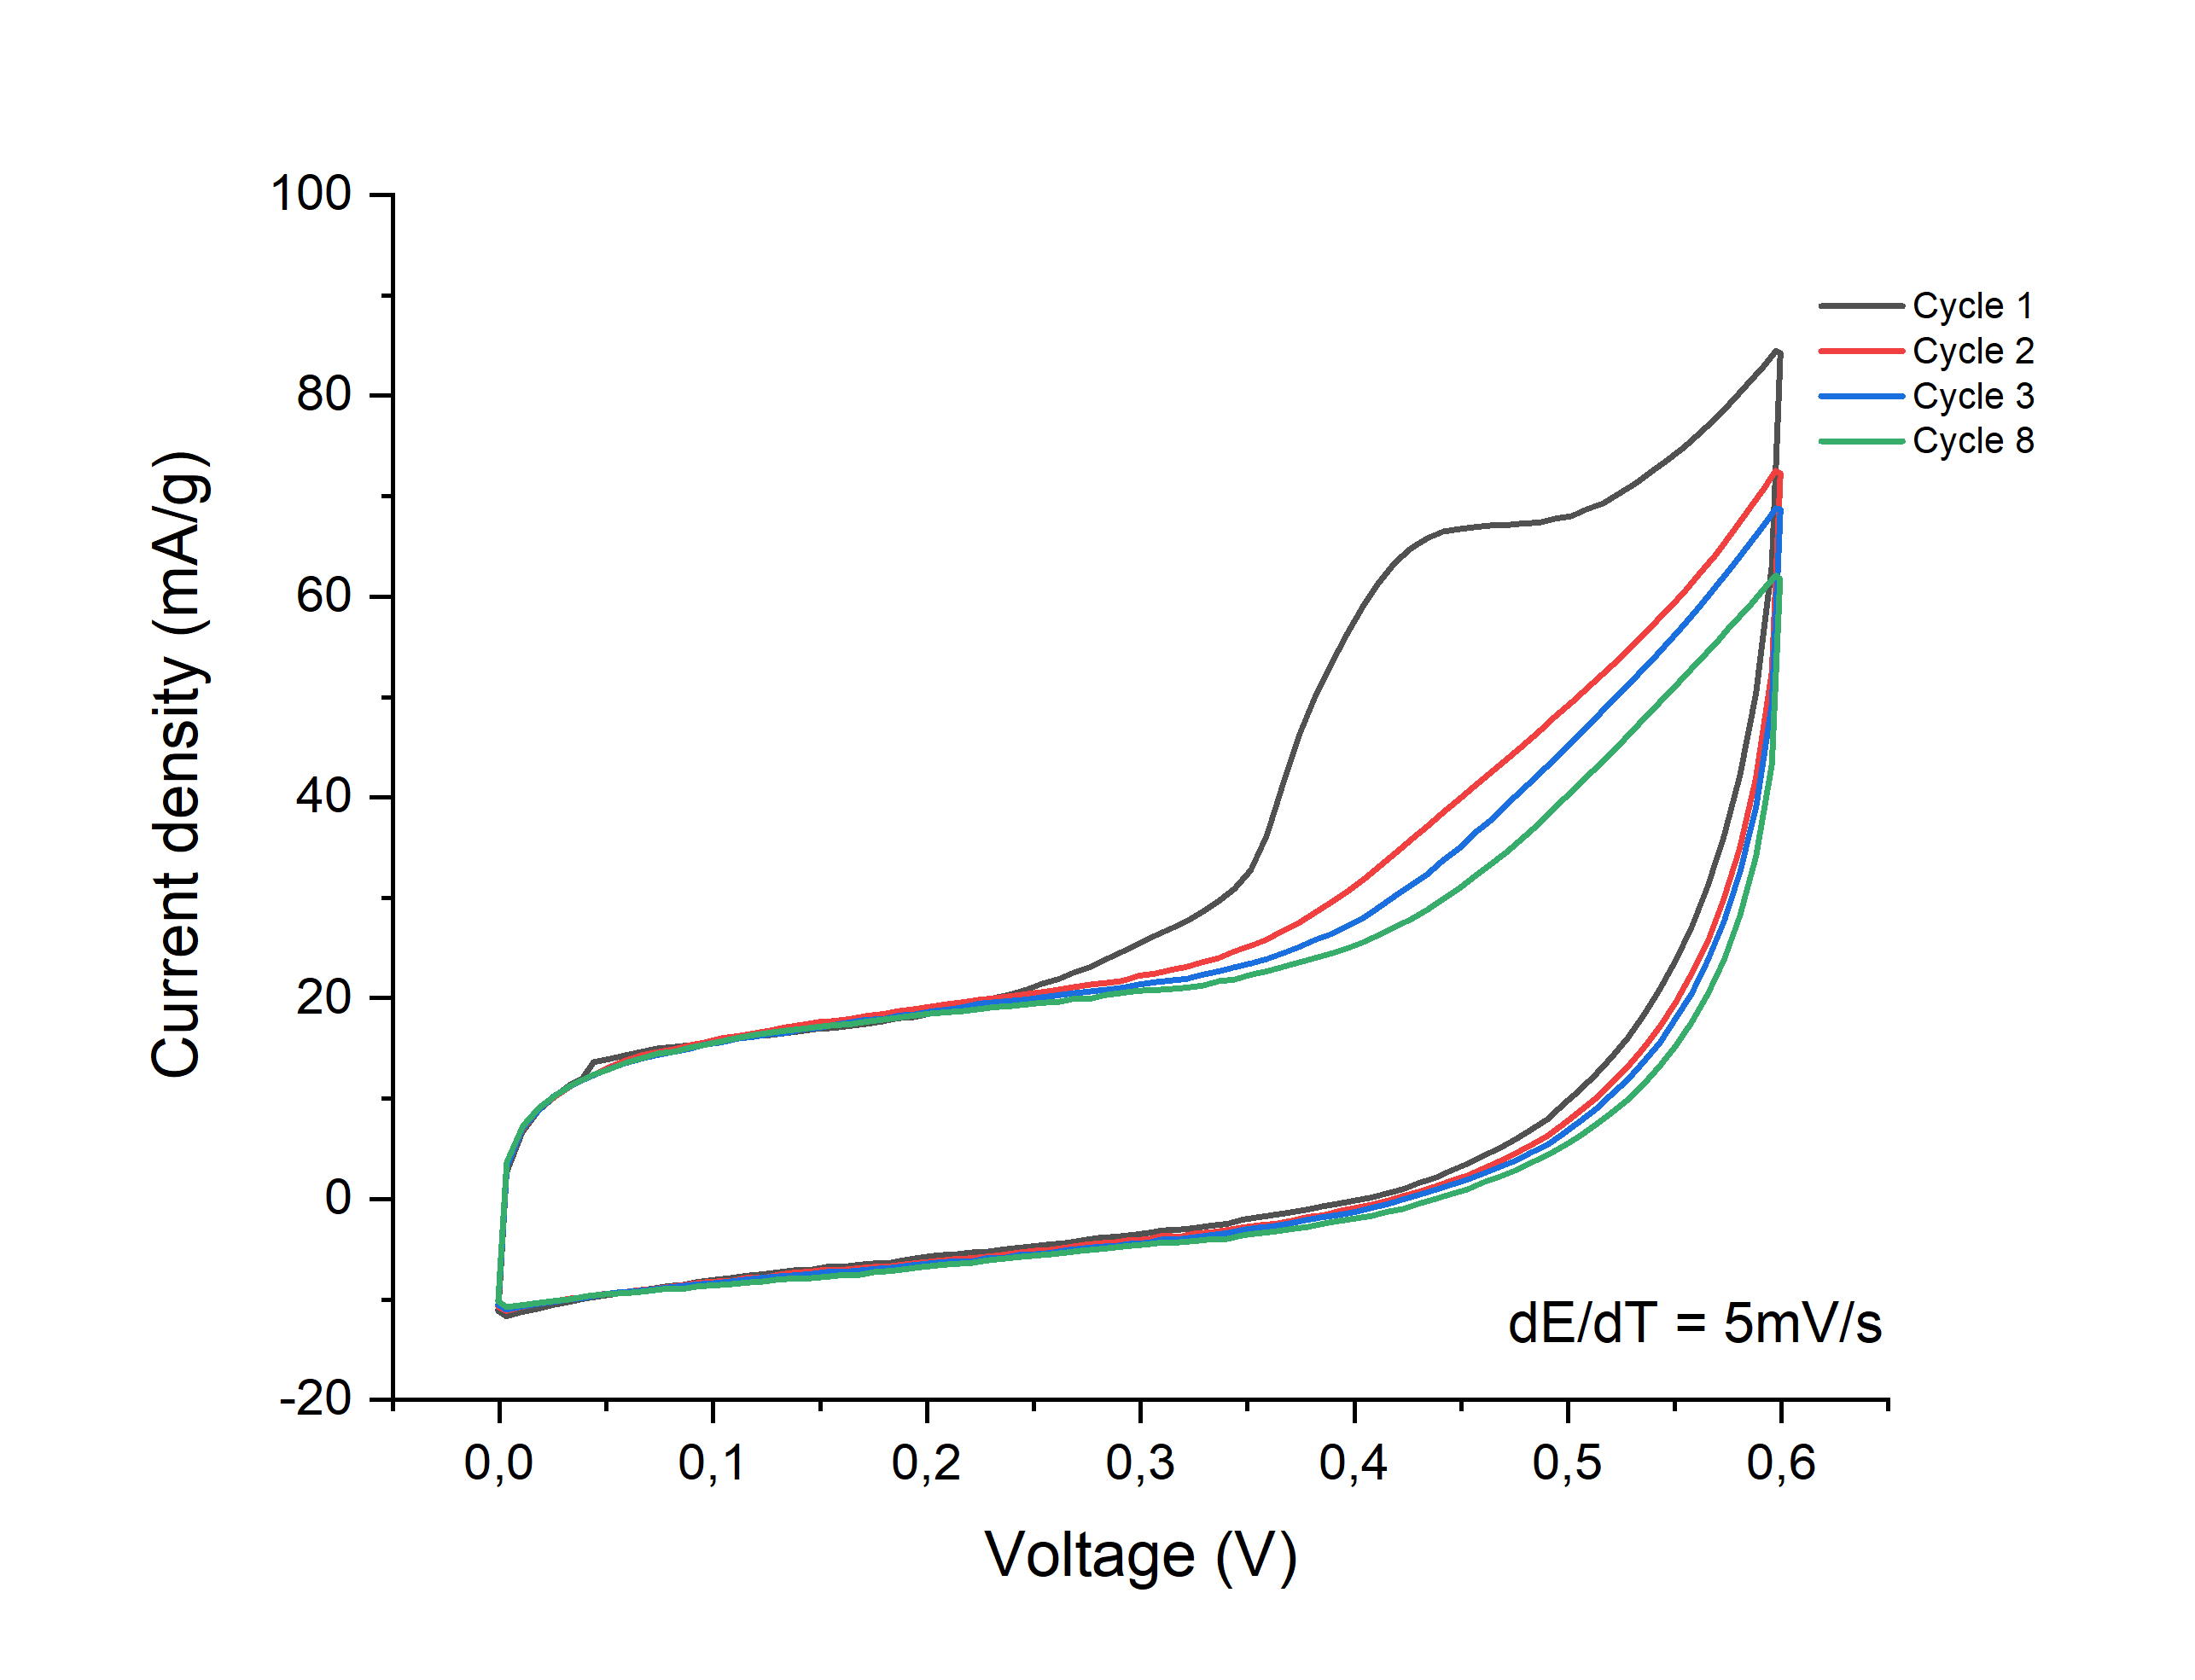 100
80
60
40
20
0
-20
Current density (mA/g)
Cycle 1
Cycle 2
Cycle 3
Cycle 8
dE/dT = 5mV/s
0,0 0,1 0,2 0,3 0,4 0,5 0,6
Voltage (V)